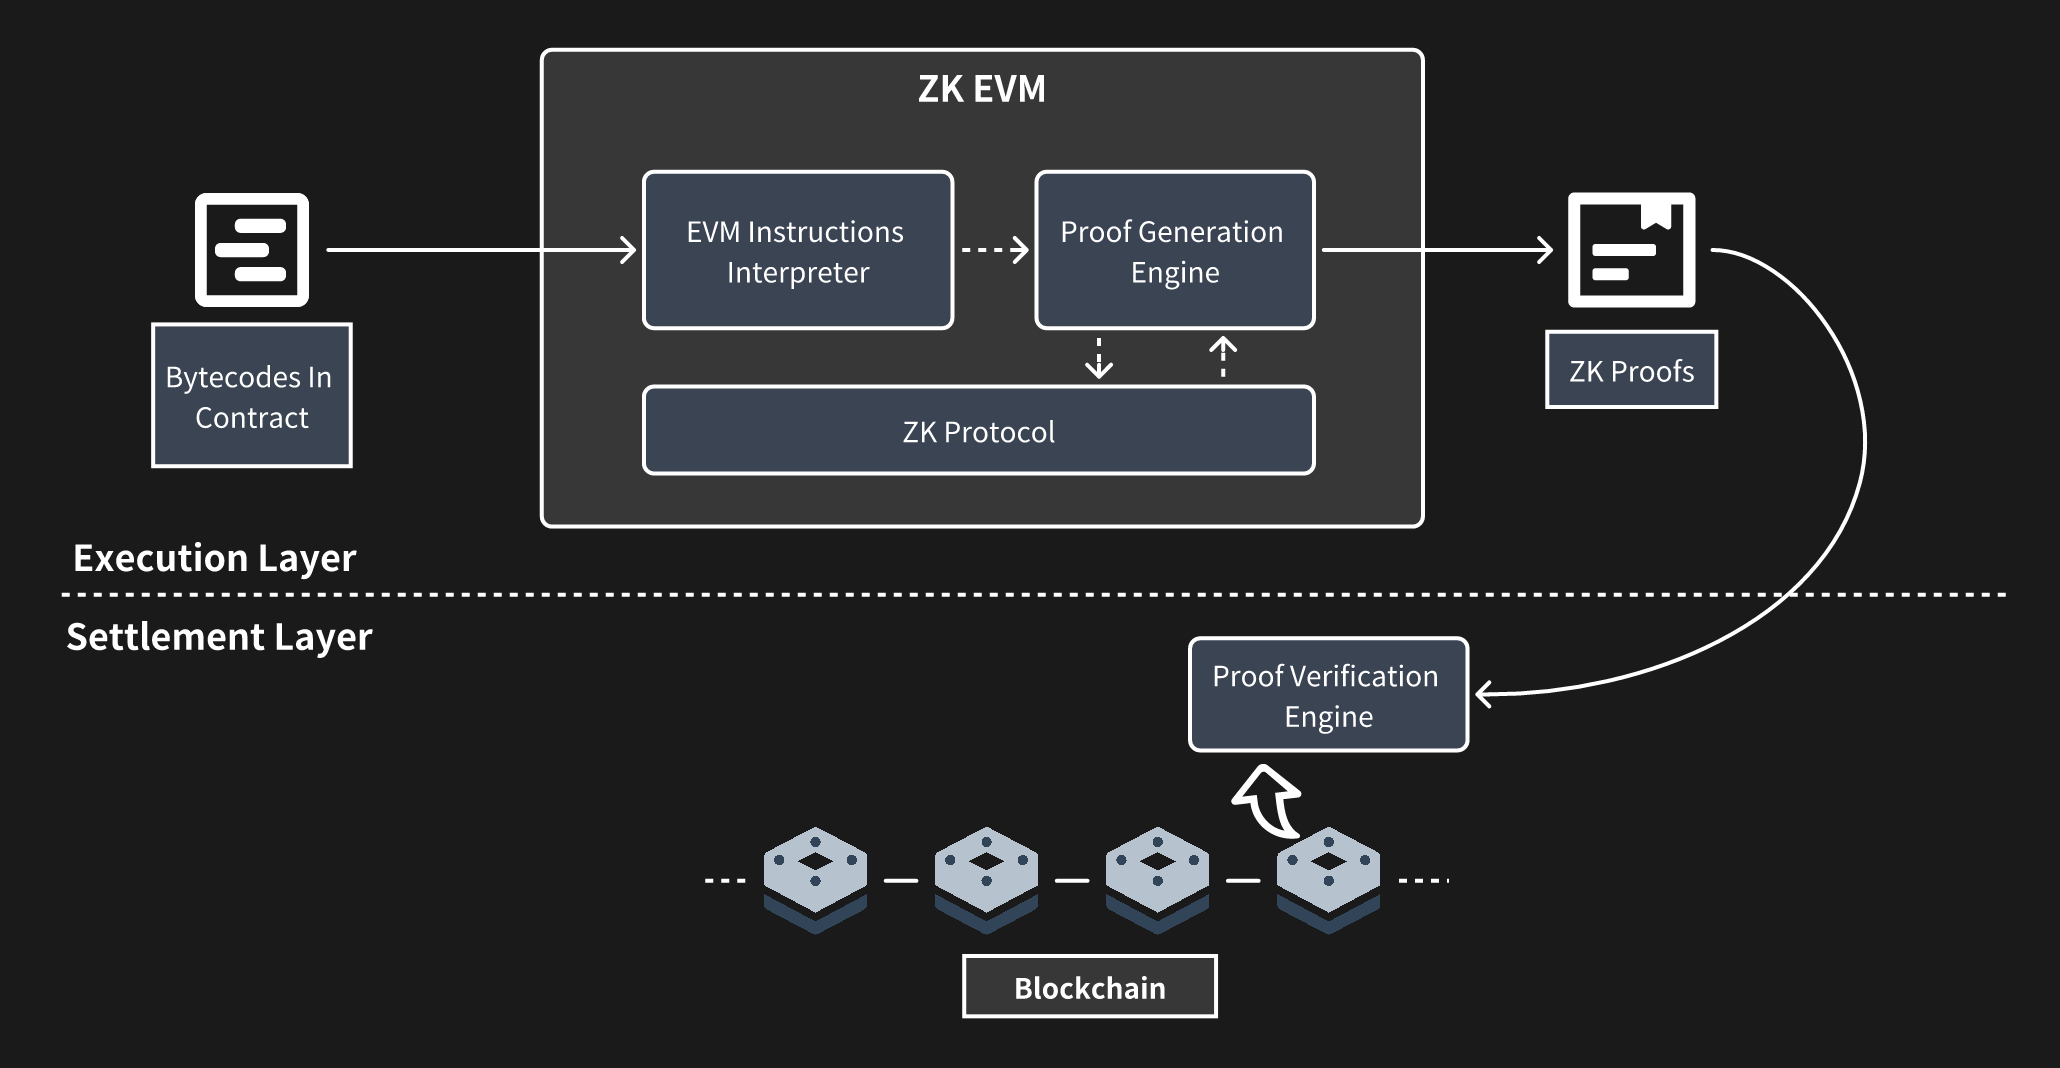 ZK EVM
EVM Instructions
Interpreter
Proof Generation
Engine
Bytecodes In
Contract
ZK Protocol
ZK Proofs
Execution Layer
Settlement Layer
Proof Verification
Engine
Blockchain